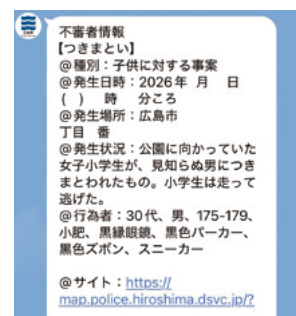 不審者情報
【つきまとい】
@種別：子供に対する事案
@発生日時：2026年 月 日
( ) 時 分ころ
@発生場所：広島市
丁目 番
@発生状況：公園に向かっていた
女子小学生が、見知らぬ男につき
まとわれたもの。小学生は走って
逃げた。
@行為者：30代、男、175-179、
小肥、黒縁眼鏡、黒色パーカー、
黒色ズボン、スニーカー
@サイト：https://
map.police.hiroshima.dsvc.jp/?